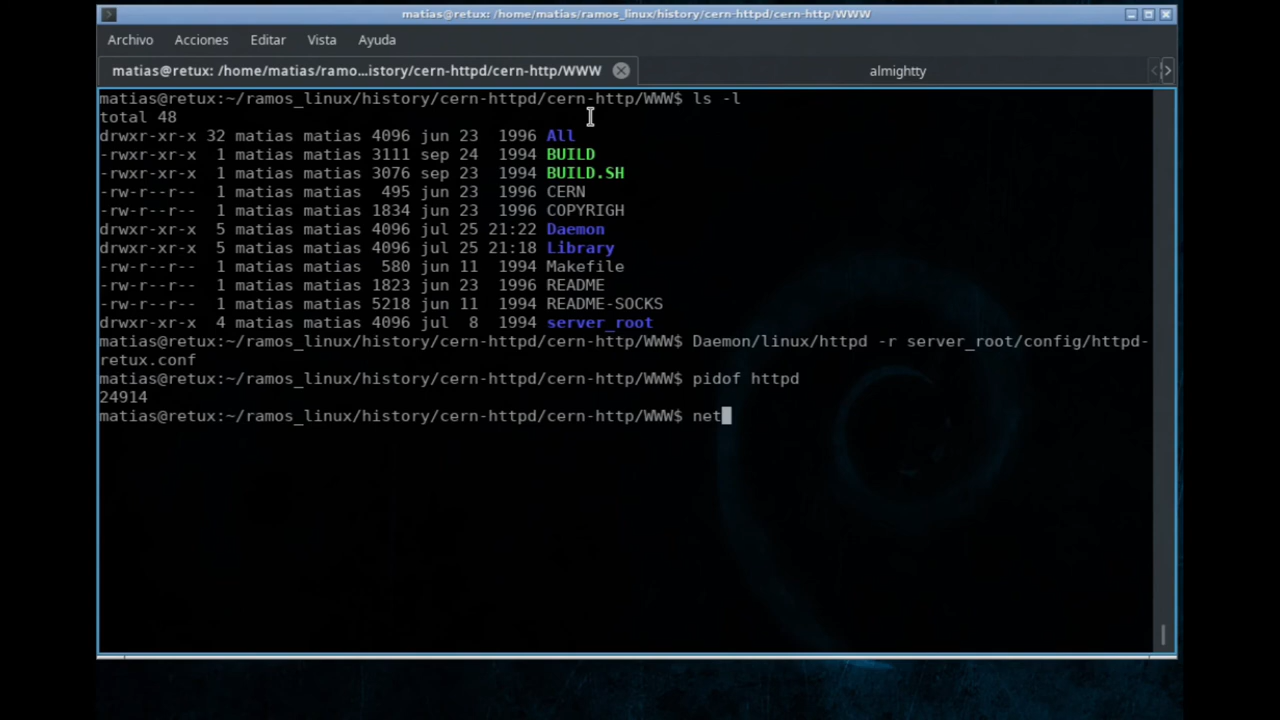 matias@retux: /home/matias/ramos_linux/history/cern-httpd/cern-http/WWW
Archivo Acciones Editar Vista Ayuda
matias@retux: /home/matias/ramo...istory/cern-httpd/cern-http/WWW almightty
matias@retux:~/ramos_linux/history/cern-httpd/cern-http/WWW$ ls -l
total 48
drwxr-xr-x 32 matias matias 4096 jun 23  1996 All
-rwxr-xr-x  1 matias matias 3111 sep 24  1994 BUILD
-rwxr-xr-x  1 matias matias 3076 sep 23  1994 BUILD.SH
-rw-r--r--  1 matias matias  495 jun 23  1996 CERN
-rw-r--r--  1 matias matias 1834 jun 23  1996 COPYRIGH
drwxr-xr-x  5 matias matias 4096 jul 25 21:22 Daemon
drwxr-xr-x  5 matias matias 4096 jul 25 21:18 Library
-rw-r--r--  1 matias matias  580 jun 11  1994 Makefile
-rw-r--r--  1 matias matias 1823 jun 23  1996 README
-rw-r--r--  1 matias matias 5218 jun 11  1994 README-SOCKS
drwxr-xr-x  4 matias matias 4096 jul  8  1994 server_root
matias@retux:~/ramos_linux/history/cern-httpd/cern-http/WWW$ Daemon/linux/httpd -r server_root/config/httpd-
retux.conf
matias@retux:~/ramos_linux/history/cern-httpd/cern-http/WWW$ pidof httpd
24914
matias@retux:~/ramos_linux/history/cern-httpd/cern-http/WWW$ net